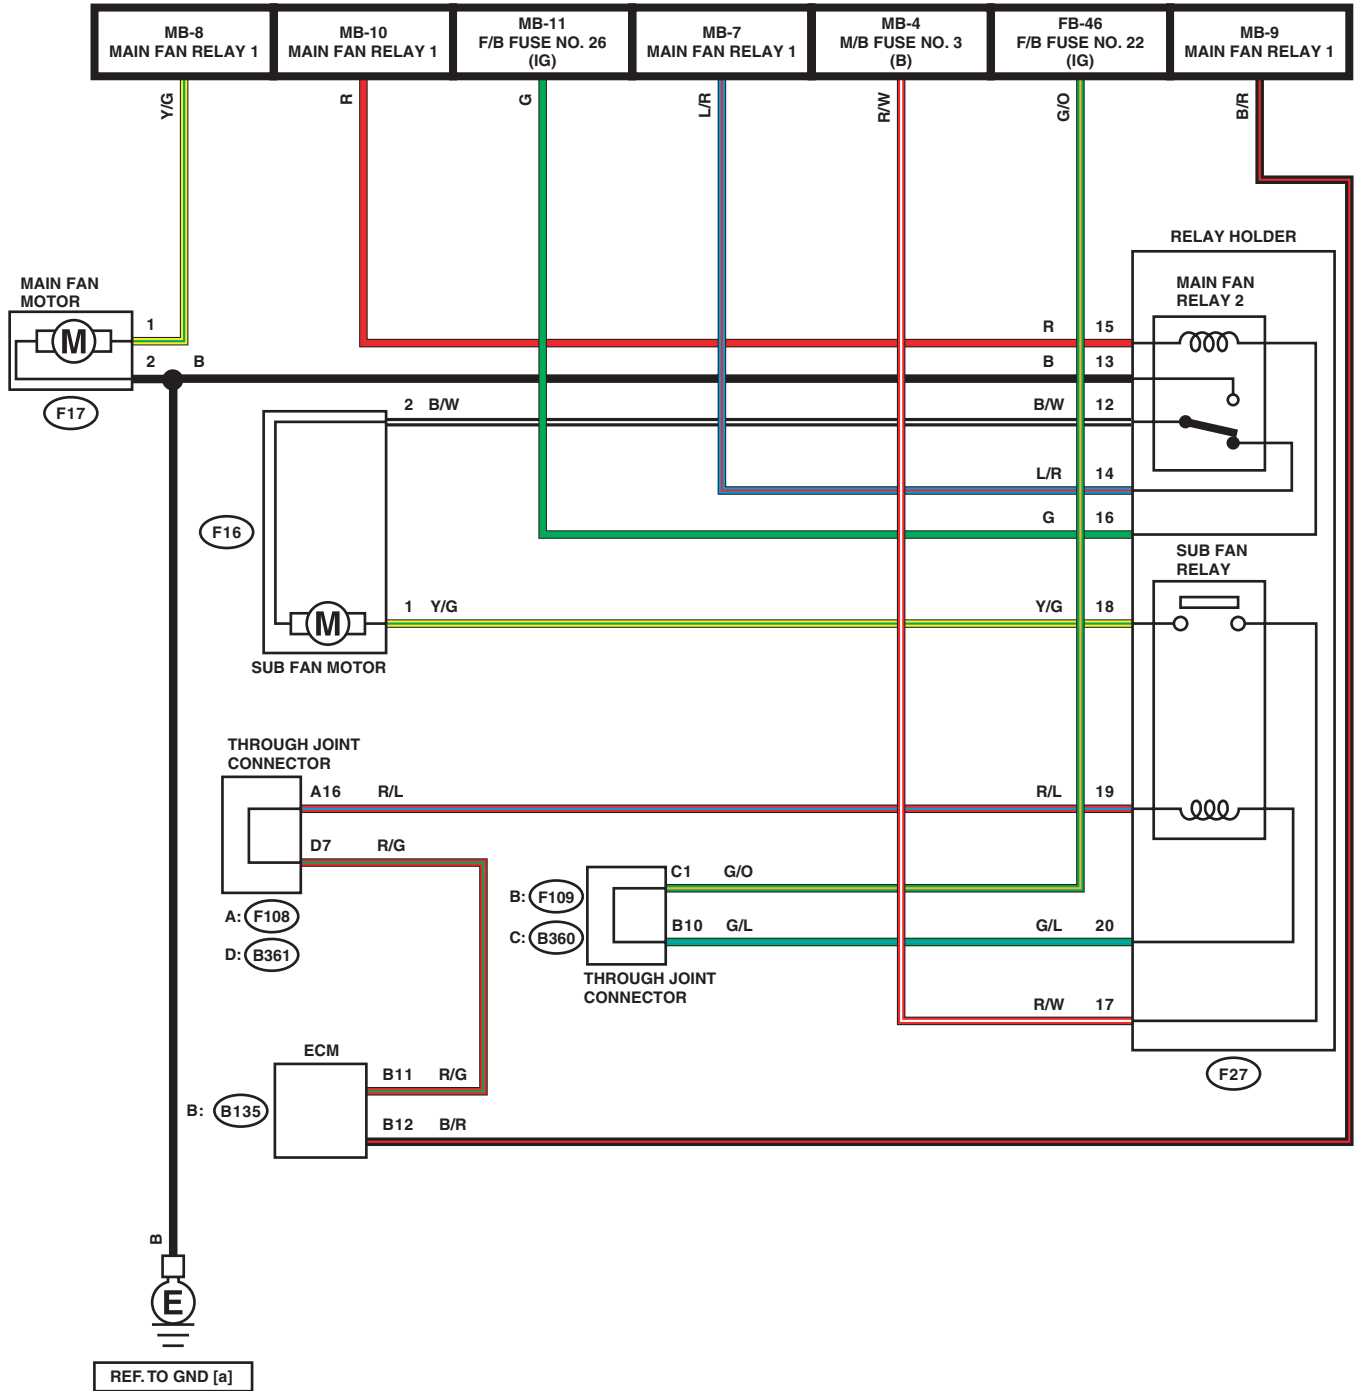 MB-8
MAIN FAN RELAY 1
MB-10
MAIN FAN RELAY 1
MB-11
F/B FUSE NO. 26
(IG)
MB-7
MAIN FAN RELAY 1
MB-4
M/B FUSE NO. 3
(B)
FB-46
F/B FUSE NO. 22
(IG)
MB-9
MAIN FAN RELAY 1
Y/G
R
G
L/R
R/W
G/O
B/R
RELAY HOLDER
MAIN FAN
RELAY 2
MAIN FAN
MOTOR
M
1
2 B
F17
R 15
B 13
2 B/W
B/W 12
L/R 14
G 16
F16
SUB FAN
RELAY
M
1 Y/G
Y/G 18
SUB FAN MOTOR
THROUGH JOINT
CONNECTOR
A16 R/L
R/L 19
D7 R/G
A: F108
D: B361
C1 G/O
B: F109
B10 G/L
G/L 20
C: B360
THROUGH JOINT
CONNECTOR
R/W 17
F27
ECM
B11 R/G
B: B135
B12 B/R
B
E
REF. TO GND [a]